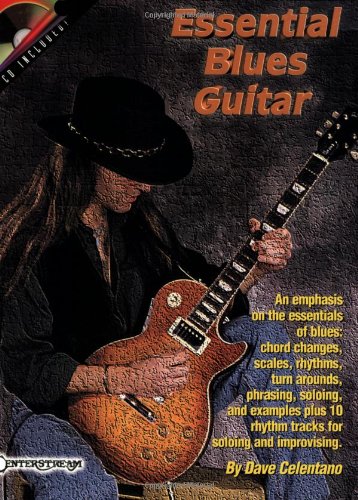 CD INCLUDED!
Essential
Blues
Guitar
An emphasis
on the essentials
of blues:
chord changes,
scales, rhythms,
turn arounds,
phrasing, soloing,
and examples plus 10
rhythm tracks for
soloing and improvising.
By Dave Celentano
CENTERSTREAM